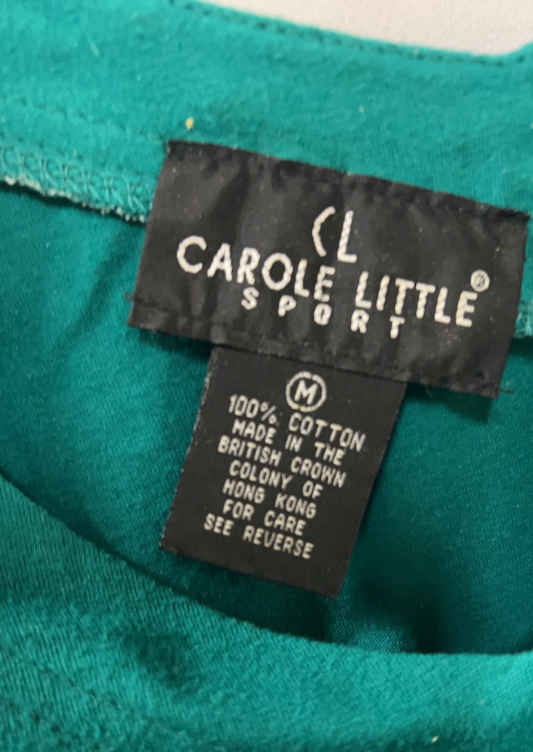 CL
CAROLE LITTLE®
SPORT
M
100% COTTON
MADE IN THE
BRITISH CROWN
COLONY OF
HONG KONG
FOR CARE
SEE REVERSE